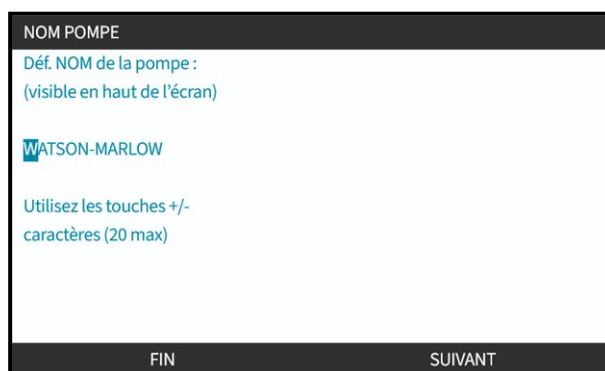 NOM POMPE
Déf. NOM de la pompe :
(visible en haut de l’écran)
WATSON-MARLOW
Utilisez les touches +/-
caractères (20 max)
FIN SUIVANT